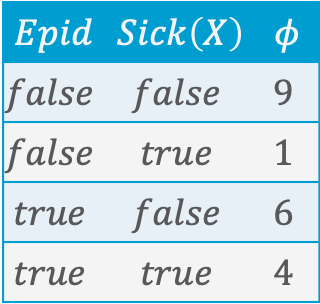 Epid Sick(X) ϕ
false false 9
false true 1
true false 6
true true 4